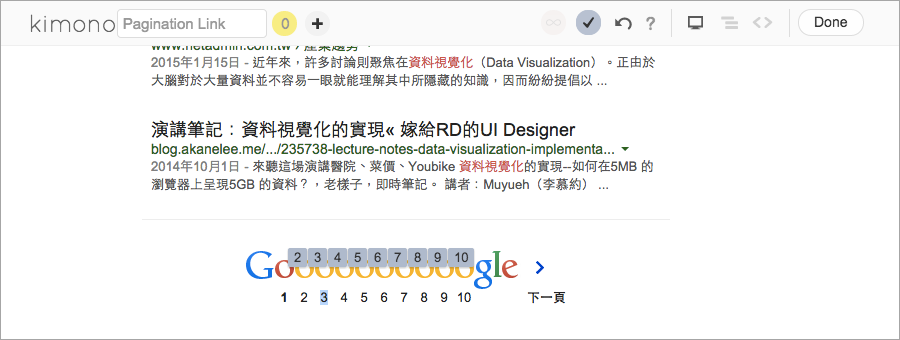 kimono Pagination Link 0 + ∞ ✓ ? <> Done
www.netadmin.com.tw › 產業趨勢
2015年1月15日 - 近年來，許多討論則聚焦在資料視覺化（Data Visualization）。正由於
大腦對於大量資料並不容易一眼就能理解其中所隱藏的知識，因而紛紛提倡以 ...
演講筆記：資料視覺化的實現« 嫁給RD的UI Designer
blog.akanelee.me/.../235738-lecture-notes-data-visualization-implementa...
2014年10月1日 - 來聽這場演講醫院、菜價、Youbike 資料視覺化的實現--如何在5MB 的
瀏覽器上呈現5GB 的資料？，老樣子，即時筆記。 講者：Muyueh（李慕約） ...
2 3 4 5 6 7 8 9 10
Goooooooooogle
1 2 3 4 5 6 7 8 9 10 下一頁